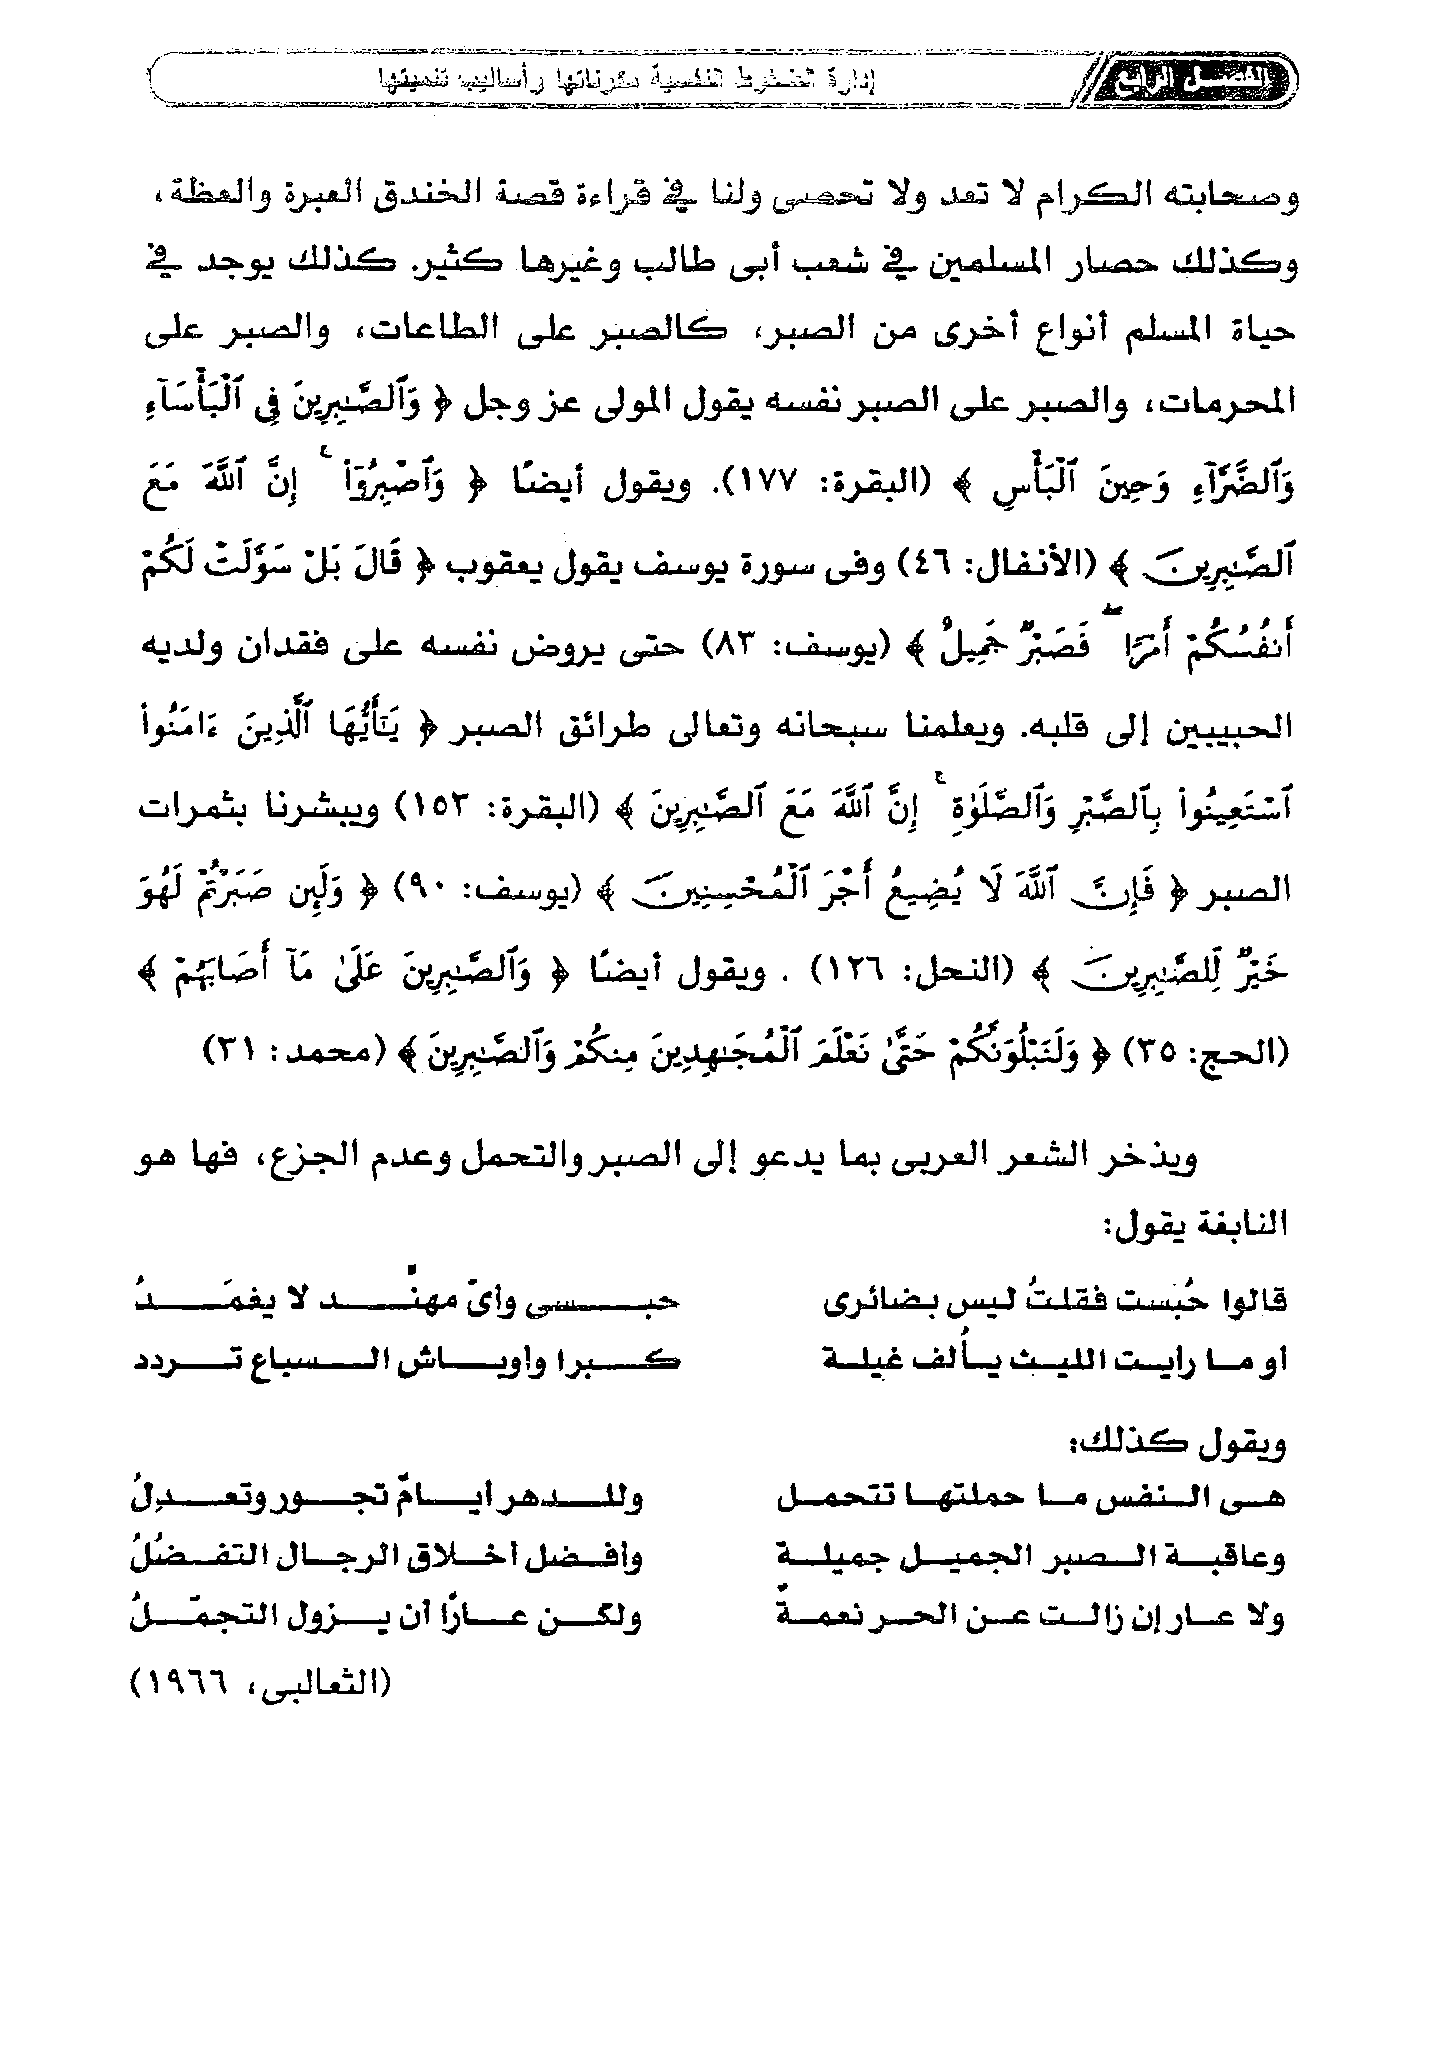 الفصل الرابع
إدارة الضغوط النفسية مكوناتها وأساليب تنميتها
وصحابته الكرام لا تعد ولا تحصى ولنا في قراءة قصة الخندق العبرة والعظة،
وكذلك حصار المسلمين في شعب أبى طالب وغيرها كثير. كذلك يوجد في
حياة المسلم أنواع أخرى من الصبر، كالصبر على الطاعات، والصبر على
المحرمات، والصبر على الصبر نفسه يقول المولى عز وجل ﴿ وَٱلصَّـٰبِرِينَ فِى ٱلْبَأْسَآءِ
وَٱلضَّرَّآءِ وَحِينَ ٱلْبَأْسِ ﴾ (البقرة: ١٧٧). ويقول أيضًا ﴿ وَٱصْبِرُوٓا۟ ۚ إِنَّ ٱللَّهَ مَعَ
ٱلصَّـٰبِرِينَ ﴾ (الأنفال: ٤٦) وفى سورة يوسف يقول يعقوب ﴿ قَالَ بَلْ سَوَّلَتْ لَكُمْ
أَنفُسُكُمْ أَمْرًا ۖ فَصَبْرٌ جَمِيلٌ ﴾ (يوسف: ٨٣) حتى يروض نفسه على فقدان ولديه
الحبيبين إلى قلبه. ويعلمنا سبحانه وتعالى طرائق الصبر ﴿ يَـٰٓأَيُّهَا ٱلَّذِينَ ءَامَنُوا۟
ٱسْتَعِينُوا۟ بِٱلصَّبْرِ وَٱلصَّلَوٰةِ ۚ إِنَّ ٱللَّهَ مَعَ ٱلصَّـٰبِرِينَ ﴾ (البقرة: ١٥٣) ويبشرنا بثمرات
الصبر ﴿ فَإِنَّ ٱللَّهَ لَا يُضِيعُ أَجْرَ ٱلْمُحْسِنِينَ ﴾ (يوسف: ٩٠) ﴿ وَلَئِن صَبَرْتُمْ لَهُوَ
خَيْرٌ لِّلصَّـٰبِرِينَ ﴾ (النحل: ١٢٦) . ويقول أيضًا ﴿ وَٱلصَّـٰبِرِينَ عَلَىٰ مَآ أَصَابَهُمْ ﴾
(الحج: ٣٥) ﴿ وَلَنَبْلُوَنَّكُمْ حَتَّىٰ نَعْلَمَ ٱلْمُجَـٰهِدِينَ مِنكُمْ وَٱلصَّـٰبِرِينَ ﴾ (محمد: ٣١)
ويذخر الشعر العربى بما يدعو إلى الصبر والتحمل وعدم الجزع، فها هو
النابغة يقول:
قالوا حُبست فقلتُ ليس بضائرى حبسى وأىّ مهنَّد لا يغمَدُ
أو ما رأيت الليث يألف غيلة كبرا وأوباش السباع تردد
ويقول كذلك:
هى النفس ما حملتها تتحمل وللدهر أيامٌ تجور وتعدِلُ
وعاقبة الصبر الجميل جميلة وأفضل أخلاق الرجال التفضُلُ
ولا عار إن زالت عن الحر نعمةٌ ولكن عارًا أن يزول التجمّلُ
(الثعالبى، ١٩٦٦)